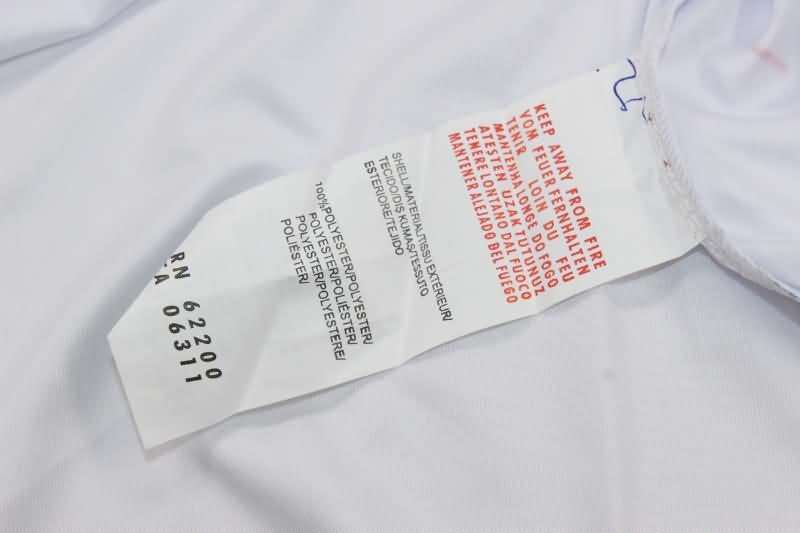 KEEP AWAY FROM FIRE
VOM FEUER FERNHALTEN
TENIR LOIN DU FEU
MANTENHA LONGE DO FOGO
ATEŞTEN UZAK TUTUNUZ
TENERE LONTANO DAL FUOCO
MANTENER ALEJADO DEL FUEGO
SHELL/MATERIAL/TISSU EXTÉRIEUR/
TECIDO/DIŞ KUMAŞ/TESSUTO
ESTERIORE/TEJIDO
100%POLYESTER/POLYESTER/
POLYESTER/POLIÉSTER/
POLYESTER/POLYESTERE/
POLIÉSTER/
RN 62200
CA 06311